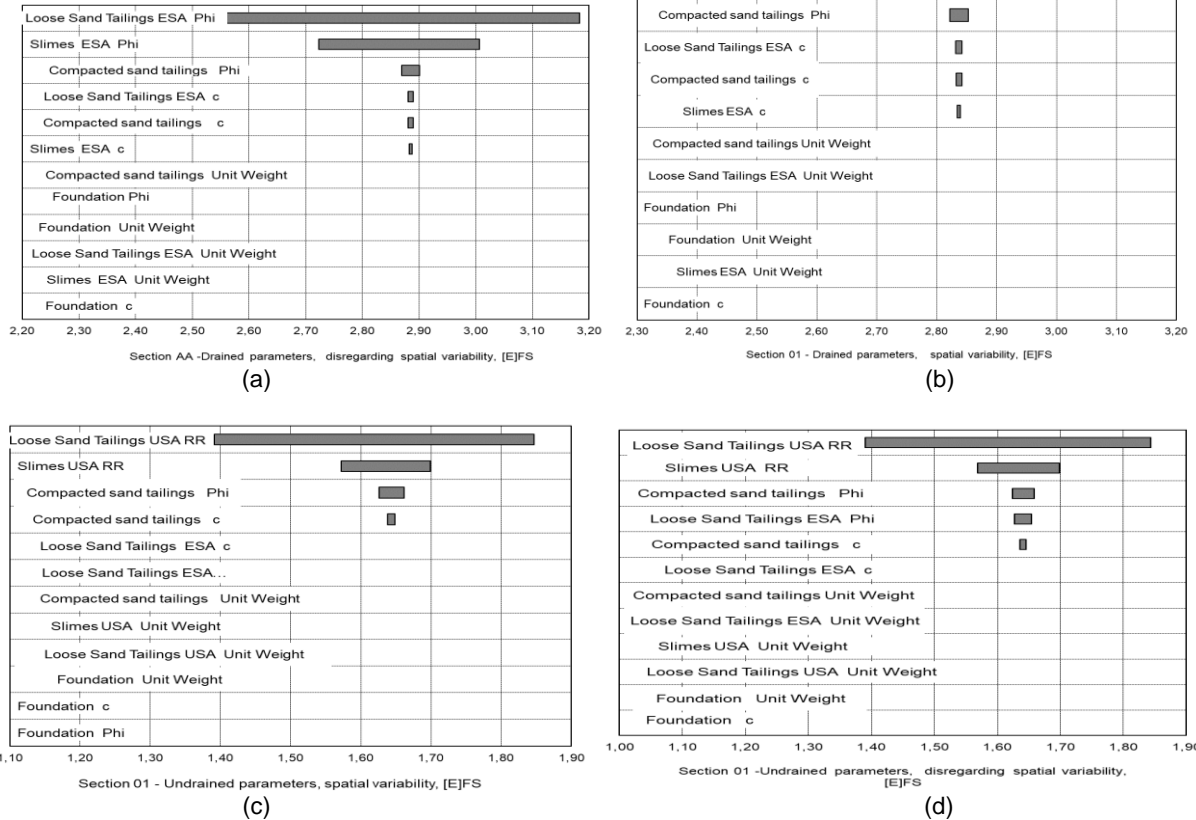 Loose Sand Tailings ESA Phi
Slimes ESA Phi
Compacted sand tailings Phi
Loose Sand Tailings ESA c
Compacted sand tailings c
Slimes ESA c
Compacted sand tailings Unit Weight
Foundation Phi
Foundation Unit Weight
Loose Sand Tailings ESA Unit Weight
Slimes ESA Unit Weight
Foundation c
2,20 2,30 2,40 2,50 2,60 2,70 2,80 2,90 3,00 3,10 3,20
Section AA -Drained parameters, disregarding spatial variability, [E]FS
(a)
Compacted sand tailings Phi
Loose Sand Tailings ESA c
Compacted sand tailings c
Slimes ESA c
Compacted sand tailings Unit Weight
Loose Sand Tailings ESA Unit Weight
Foundation Phi
Foundation Unit Weight
Slimes ESA Unit Weight
Foundation c
2,30 2,40 2,50 2,60 2,70 2,80 2,90 3,00 3,10 3,20
Section 01 - Drained parameters, spatial variability, [E]FS
(b)
Loose Sand Tailings USA RR
Slimes USA RR
Compacted sand tailings Phi
Compacted sand tailings c
Loose Sand Tailings ESA c
Loose Sand Tailings ESA...
Compacted sand tailings Unit Weight
Slimes USA Unit Weight
Loose Sand Tailings USA Unit Weight
Foundation Unit Weight
Foundation c
Foundation Phi
1,10 1,20 1,30 1,40 1,50 1,60 1,70 1,80 1,90
Section 01 - Undrained parameters, spatial variability, [E]FS
(c)
Loose Sand Tailings USA RR
Slimes USA RR
Compacted sand tailings Phi
Loose Sand Tailings ESA Phi
Compacted sand tailings c
Loose Sand Tailings ESA c
Compacted sand tailings Unit Weight
Loose Sand Tailings ESA Unit Weight
Slimes USA Unit Weight
Loose Sand Tailings USA Unit Weight
Foundation Unit Weight
Foundation c
1,00 1,10 1,20 1,30 1,40 1,50 1,60 1,70 1,80 1,90
Section 01 -Undrained parameters, disregarding spatial variability,
[E]FS
(d)